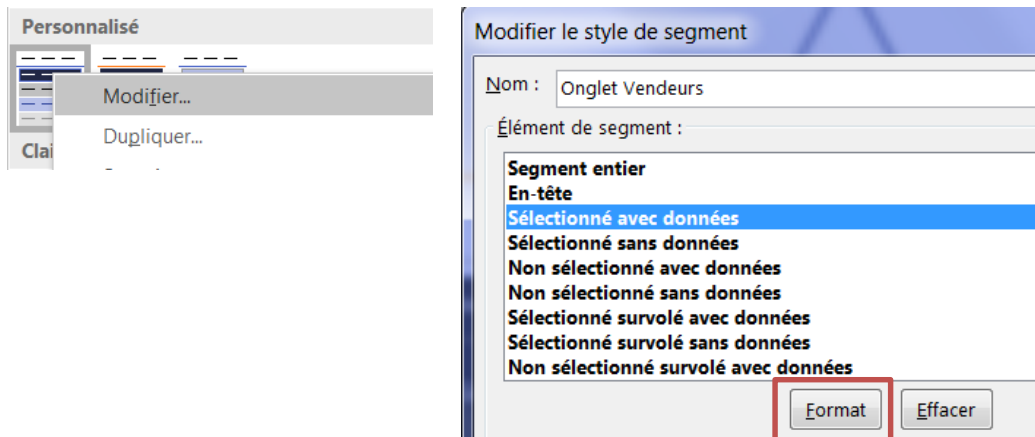 Personnalisé
Modifier...
Dupliquer...
Clai
Modifier le style de segment
Nom :
Onglet Vendeurs
Élément de segment :
Segment entier
En-tête
Sélectionné avec données
Sélectionné sans données
Non sélectionné avec données
Non sélectionné sans données
Sélectionné survolé avec données
Sélectionné survolé sans données
Non sélectionné survolé avec données
Format
Effacer